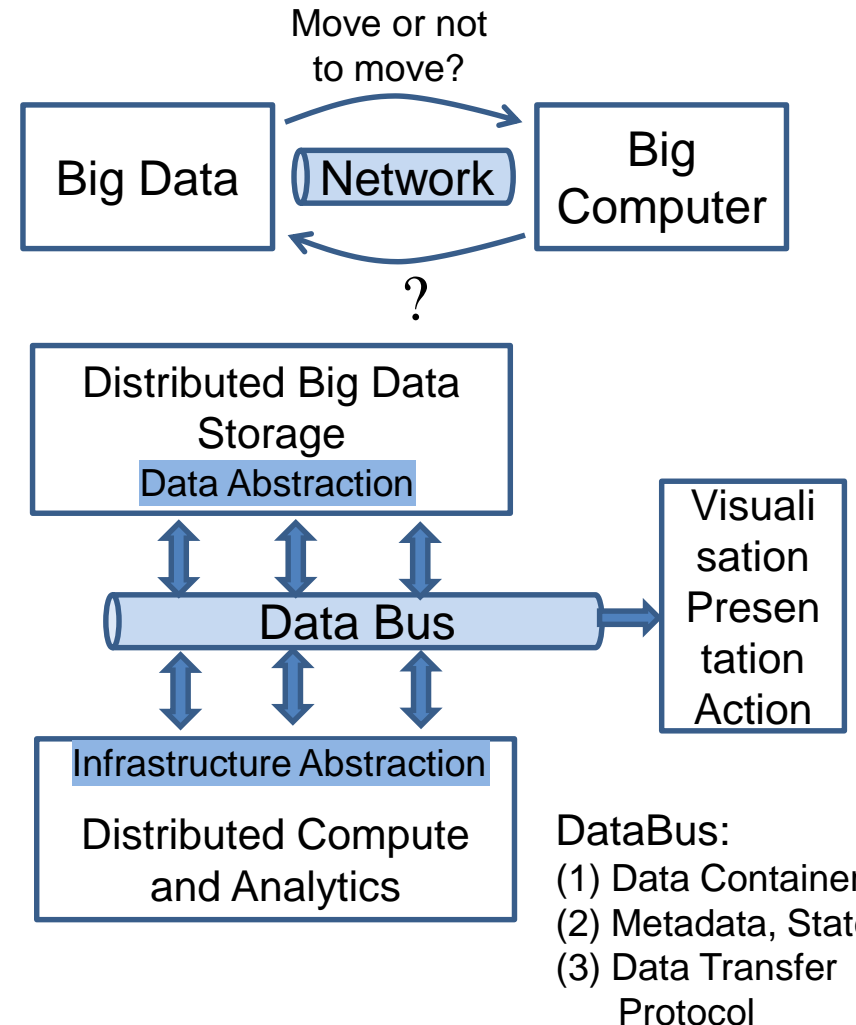 Move or not
to move?
Big Data
Network
Big
Computer
?
Distributed Big Data
Storage
Data Abstraction
Data Bus
Visuali
sation
Presen
tation
Action
Infrastructure Abstraction
Distributed Compute
and Analytics
DataBus:
(1) Data Container
(2) Metadata, State
(3) Data Transfer
Protocol